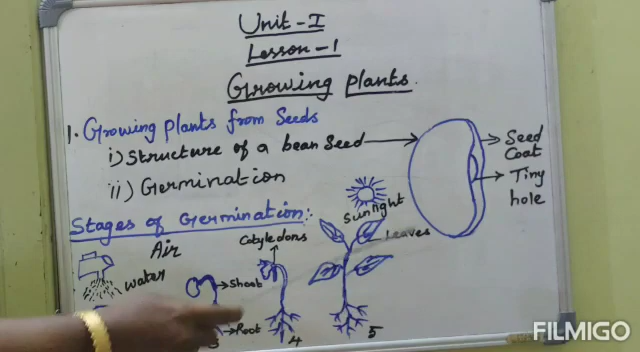 Unit - I
Lesson - 1
Growing plants.
1. Growing plants from Seeds
i) Structure of a bean Seed
Seed Coat
Tiny hole
ii) Germination
Stages of Germination:
Sunlight
Air
Cotyledons
Leaves
water
Shoot
Root
3
4
5
FILMIGO